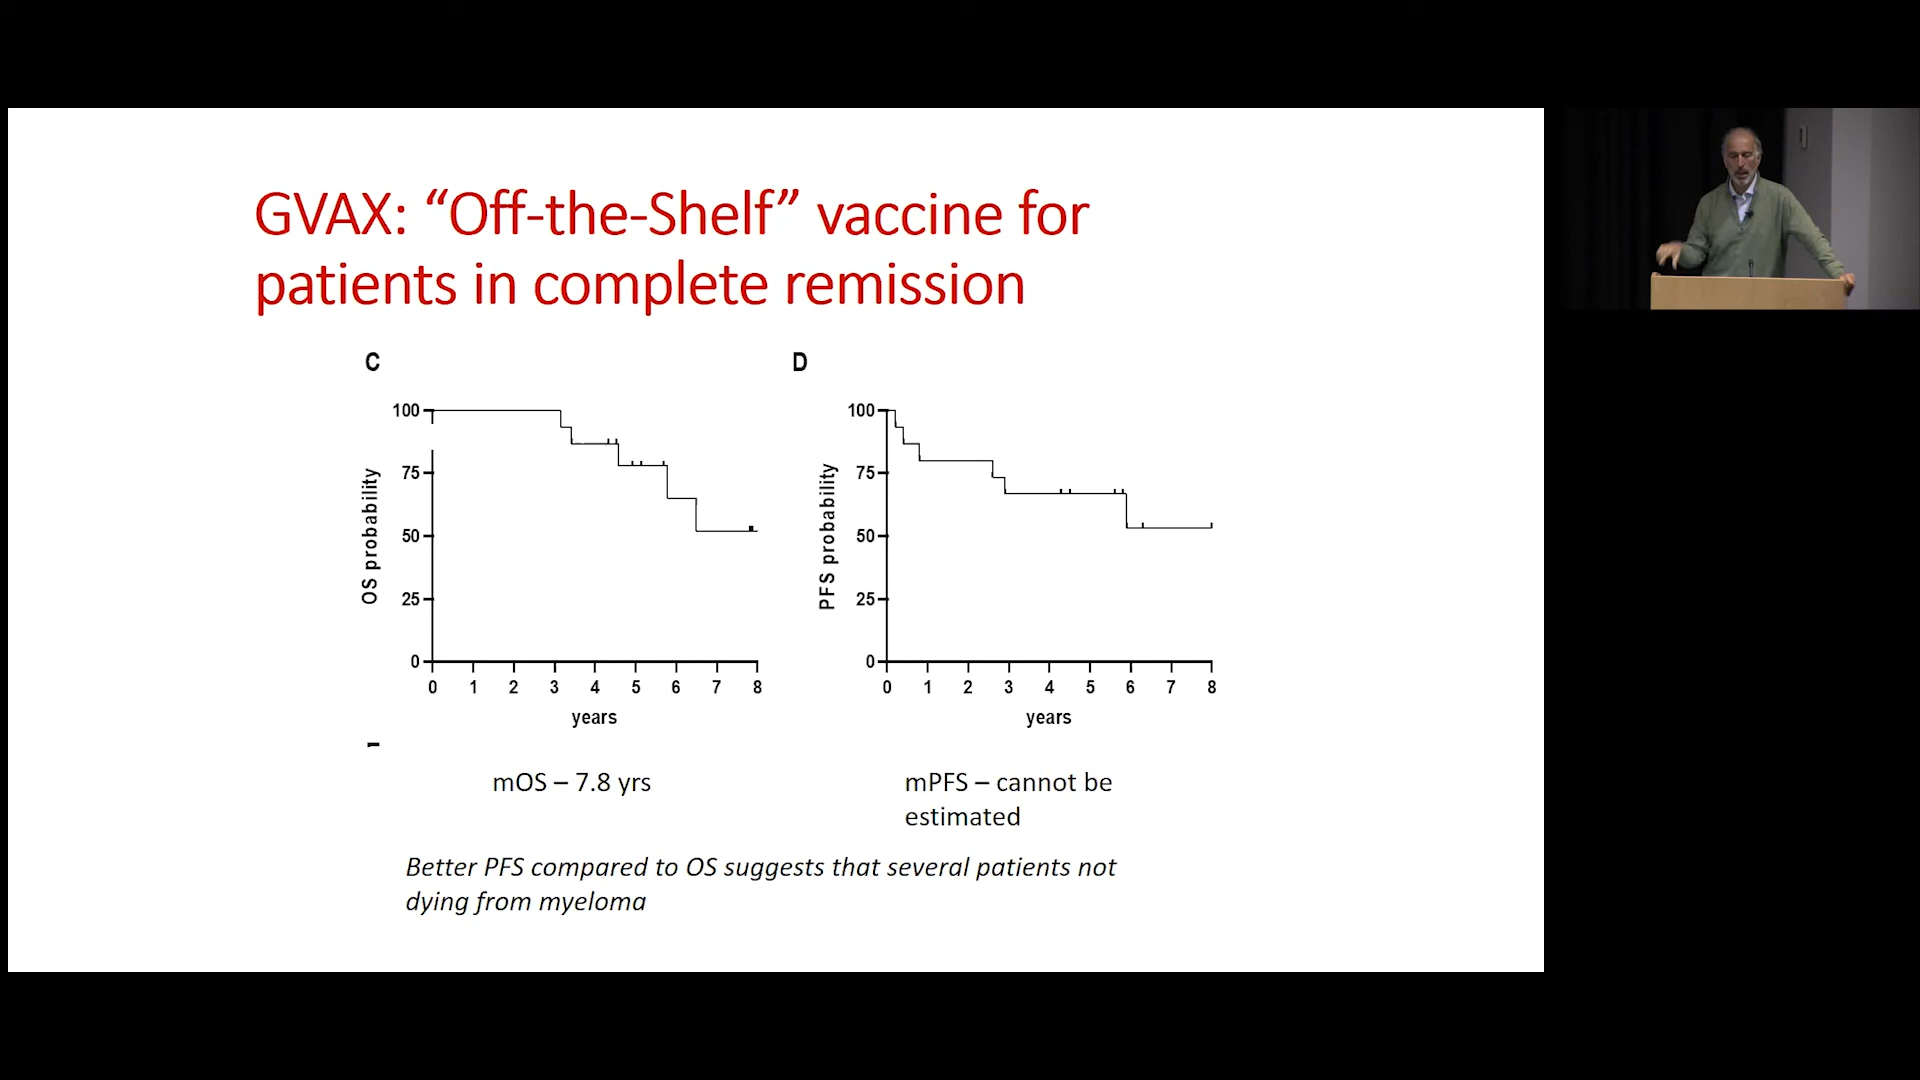 GVAX: “Off-the-Shelf” vaccine for
patients in complete remission
C
100
75
50
25
0
OS probability
0 1 2 3 4 5 6 7 8
years
D
100
75
50
25
0
PFS probability
0 1 2 3 4 5 6 7 8
years
mOS – 7.8 yrs
mPFS – cannot be
estimated
Better PFS compared to OS suggests that several patients not
dying from myeloma